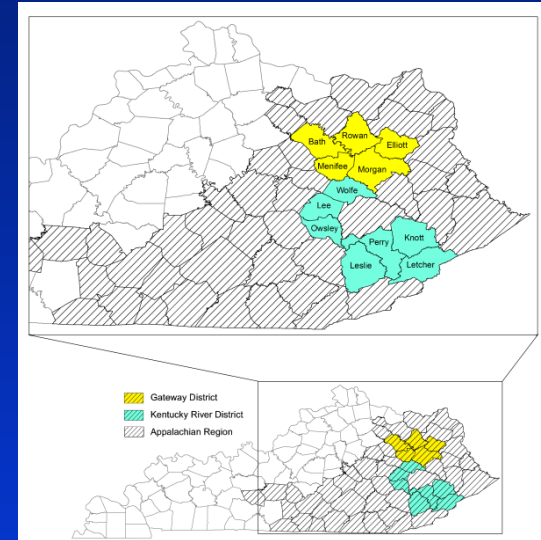 Rowan
Bath
Elliott
Menifee
Morgan
Wolfe
Lee
Owsley
Perry
Knott
Leslie
Letcher
Gateway District
Kentucky River District
Appalachian Region